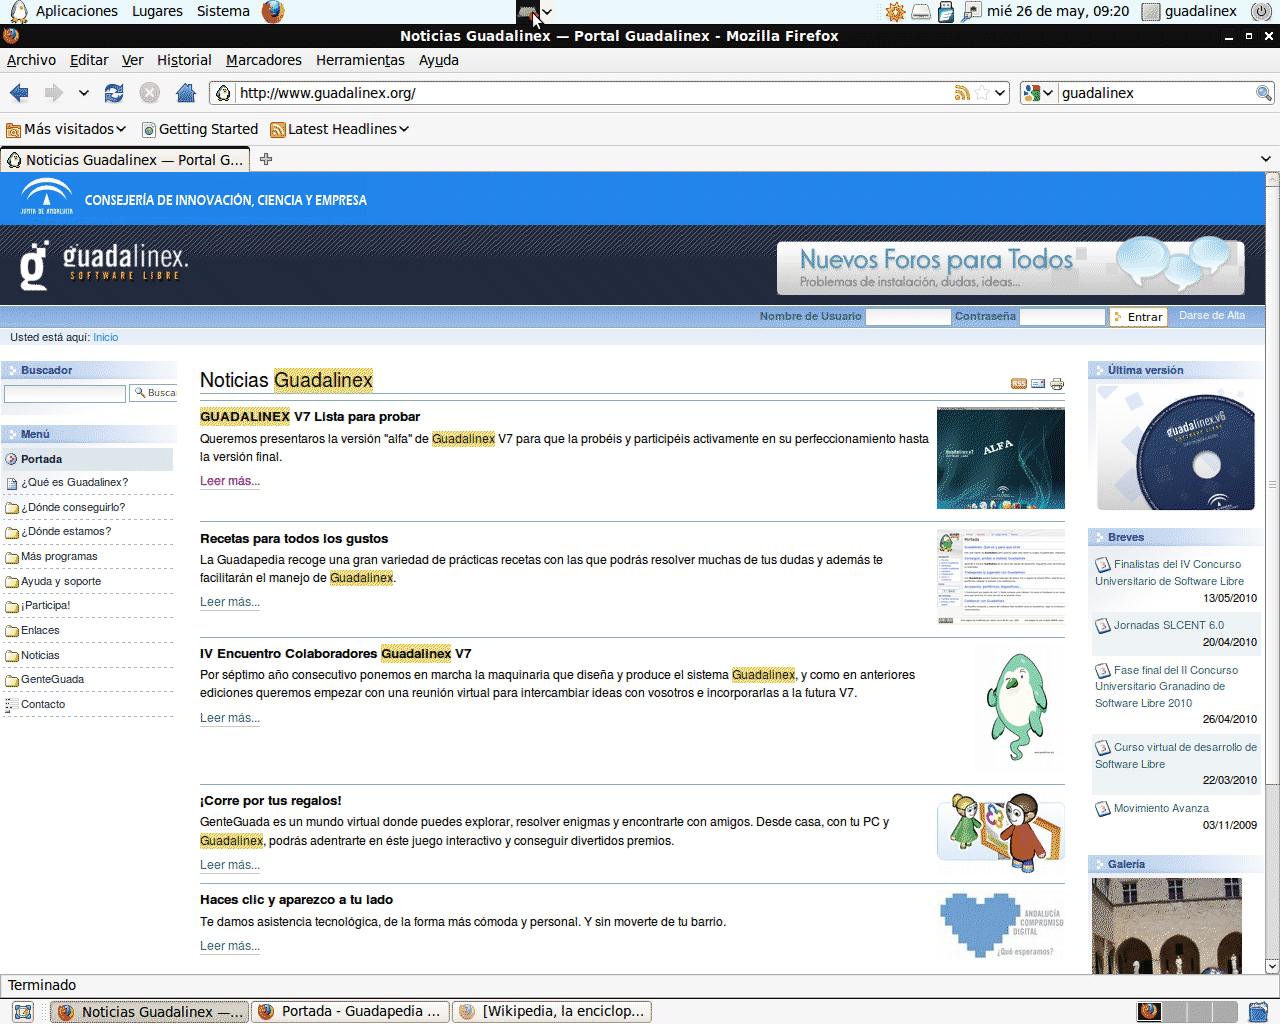 Aplicaciones Lugares Sistema mié 26 de may, 09:20 guadalinex
Noticias Guadalinex — Portal Guadalinex - Mozilla Firefox
Archivo Editar Ver Historial Marcadores Herramientas Ayuda
http://www.guadalinex.org/ guadalinex
Más visitados Getting Started Latest Headlines
Noticias Guadalinex — Portal G...
JUNTA DE ANDALUCIA CONSEJERÍA DE INNOVACIÓN, CIENCIA Y EMPRESA
guadalinex.
SOFTWARE LIBRE
Nuevos Foros para Todos
Problemas de instalación, dudas, ideas...
Nombre de Usuario Contraseña Entrar Darse de Alta
Usted está aquí: Inicio
Buscador
Busca
Menú
Portada
¿Qué es Guadalinex?
¿Dónde conseguirlo?
¿Dónde estamos?
Más programas
Ayuda y soporte
¡Participa!
Enlaces
Noticias
GenteGuada
Contacto
Noticias Guadalinex
RSS
GUADALINEX V7 Lista para probar
Queremos presentaros la versión "alfa" de Guadalinex V7 para que la probéis y participéis activamente en su perfeccionamiento hasta
la versión final.
Leer más...
ALFA
Recetas para todos los gustos
La Guadapedia recoge una gran variedad de prácticas recetas con las que podrás resolver muchas de tus dudas y además te
facilitarán el manejo de Guadalinex.
Leer más...
Portada
IV Encuentro Colaboradores Guadalinex V7
Por séptimo año consecutivo ponemos en marcha la maquinaria que diseña y produce el sistema Guadalinex, y como en anteriores
ediciones queremos empezar con una reunión virtual para intercambiar ideas con vosotros e incorporarlas a la futura V7.
Leer más...
¡Corre por tus regalos!
GenteGuada es un mundo virtual donde puedes explorar, resolver enigmas y encontrarte con amigos. Desde casa, con tu PC y
Guadalinex, podrás adentrarte en éste juego interactivo y conseguir divertidos premios.
Leer más...
Haces clic y aparezco a tu lado
Te damos asistencia tecnológica, de la forma más cómoda y personal. Y sin moverte de tu barrio.
Leer más...
ANDALUCÍA
COMPROMISO
DIGITAL
¿Qué esperamos?
Última versión
guadalinex.v6
Breves
Finalistas del IV Concurso
Universitario de Software Libre
13/05/2010
Jornadas SLCENT 6.0
20/04/2010
Fase final del II Concurso
Universitario Granadino de
Software Libre 2010
26/04/2010
Curso virtual de desarrollo de
Software Libre
22/03/2010
Movimiento Avanza
03/11/2009
Galería
Terminado
Noticias Guadalinex —... Portada - Guadapedia ... [Wikipedia, la enciclop...